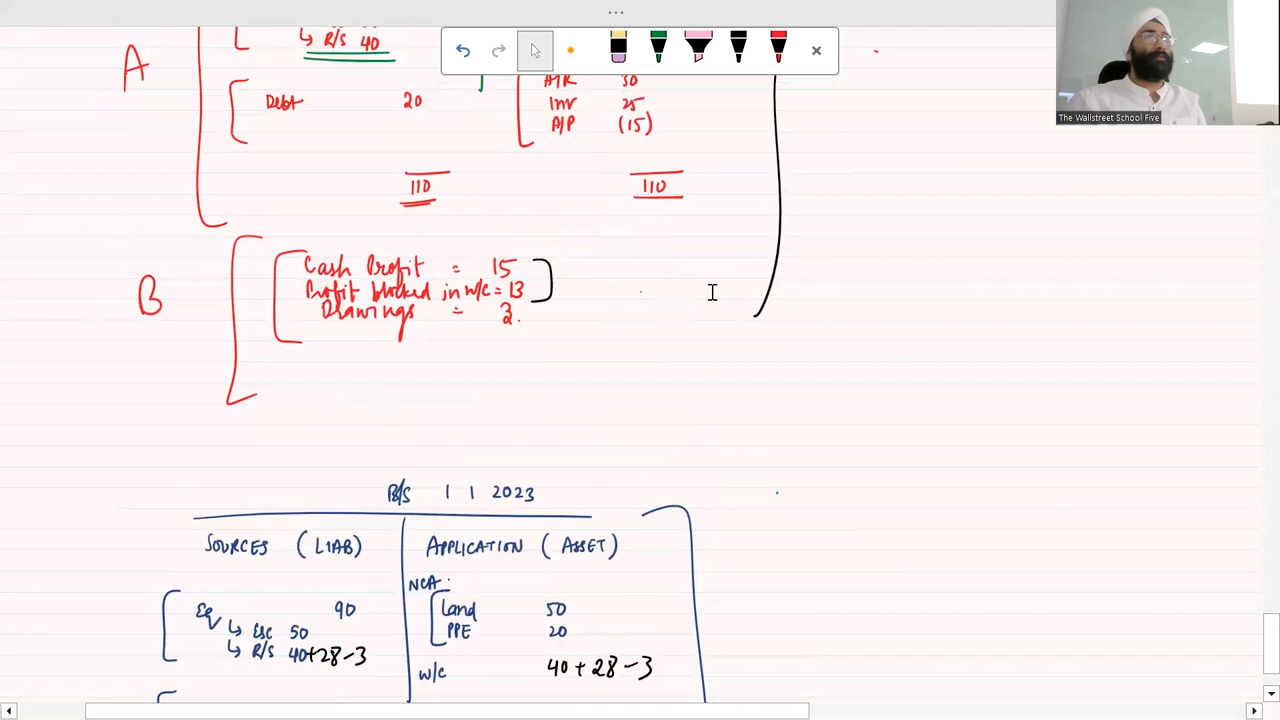 ↳ R/S 40
A
A/R 30
Debt 20
Inv 25
A/P (15)
110 110
The Wallstreet School Five
B
Cash Profit = 15
Profit blocked in w/c = 13
Drawings = 3.
B/S 1 1 2023
SOURCES (LIAB) APPLICATION (ASSET)
NCA:
Eq 90 Land 50
↳ ESC 50 PPE 20
↳ R/S 40+28-3
w/c 40+28-3